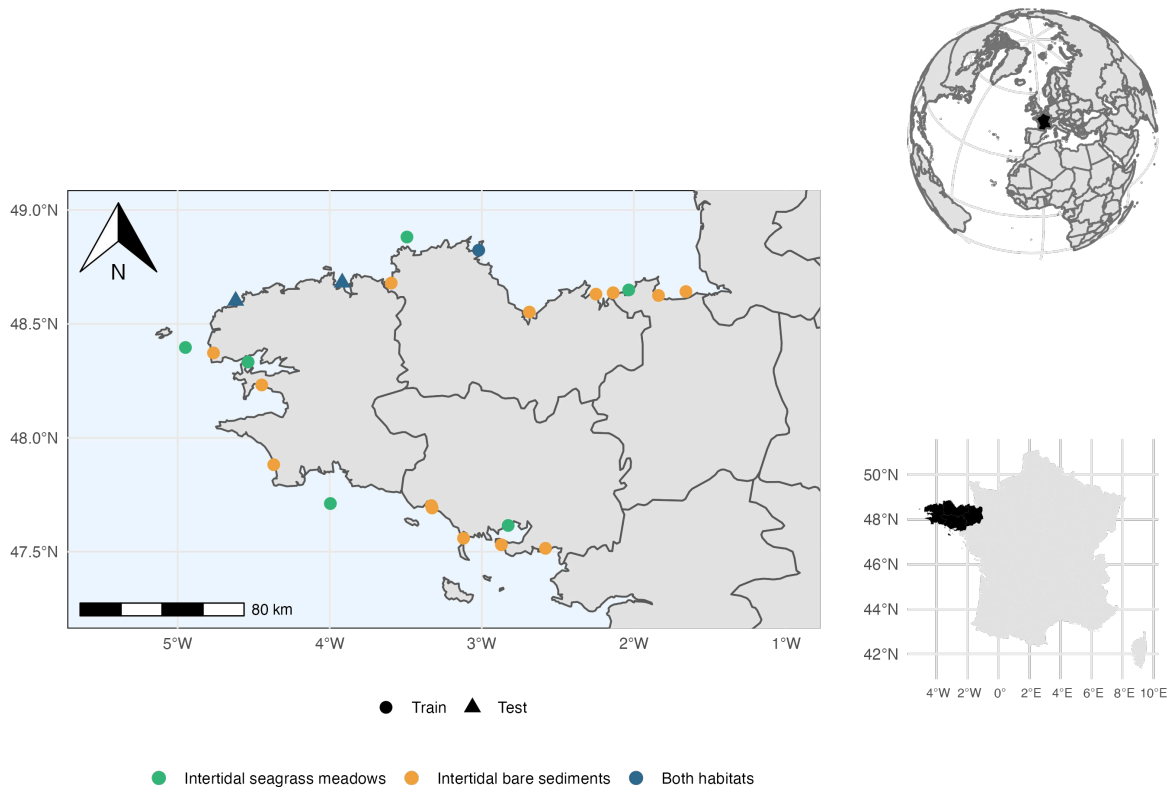 49.0°N
48.5°N
48.0°N
47.5°N
N
80 km
5°W 4°W 3°W 2°W 1°W
50°N
48°N
46°N
44°N
42°N
4°W 2°W 0° 2°E 4°E 6°E 8°E 10°E
Train Test
Intertidal seagrass meadows Intertidal bare sediments Both habitats